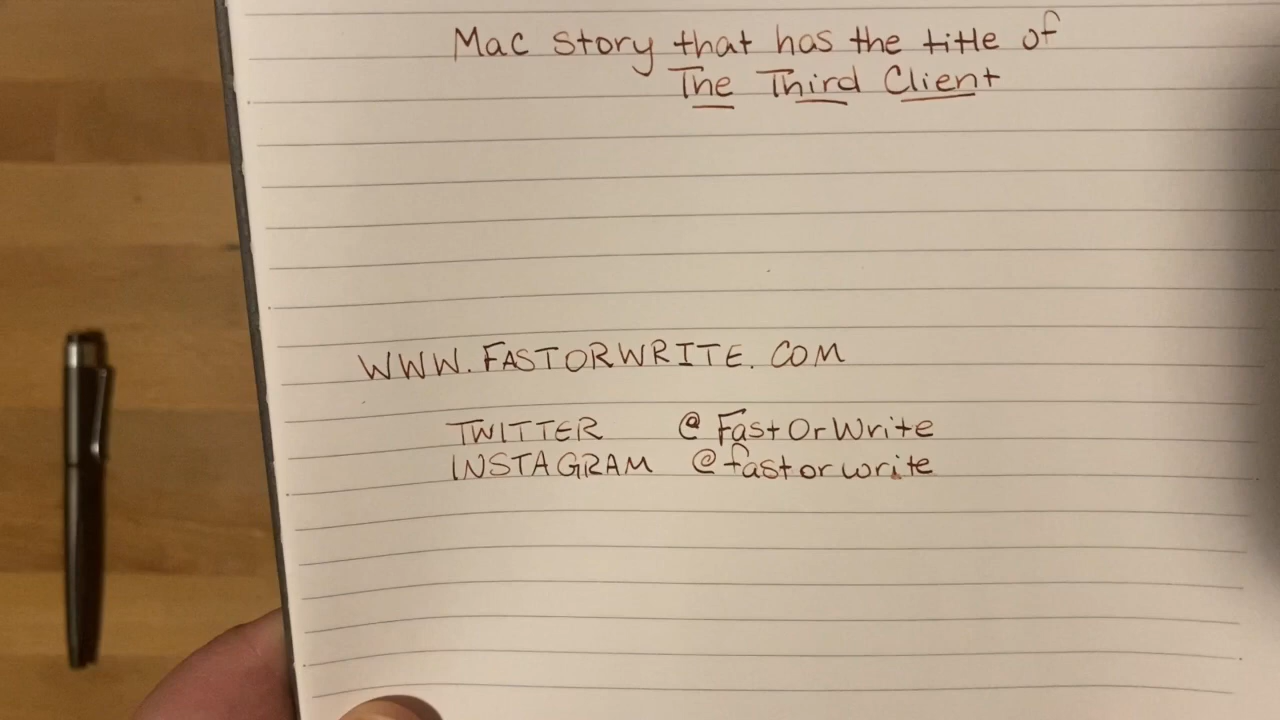 Mac story that has the title of
The Third Client
WWW.FASTORWRITE.COM
TWITTER @FastOrWrite
INSTAGRAM @fastorwrite